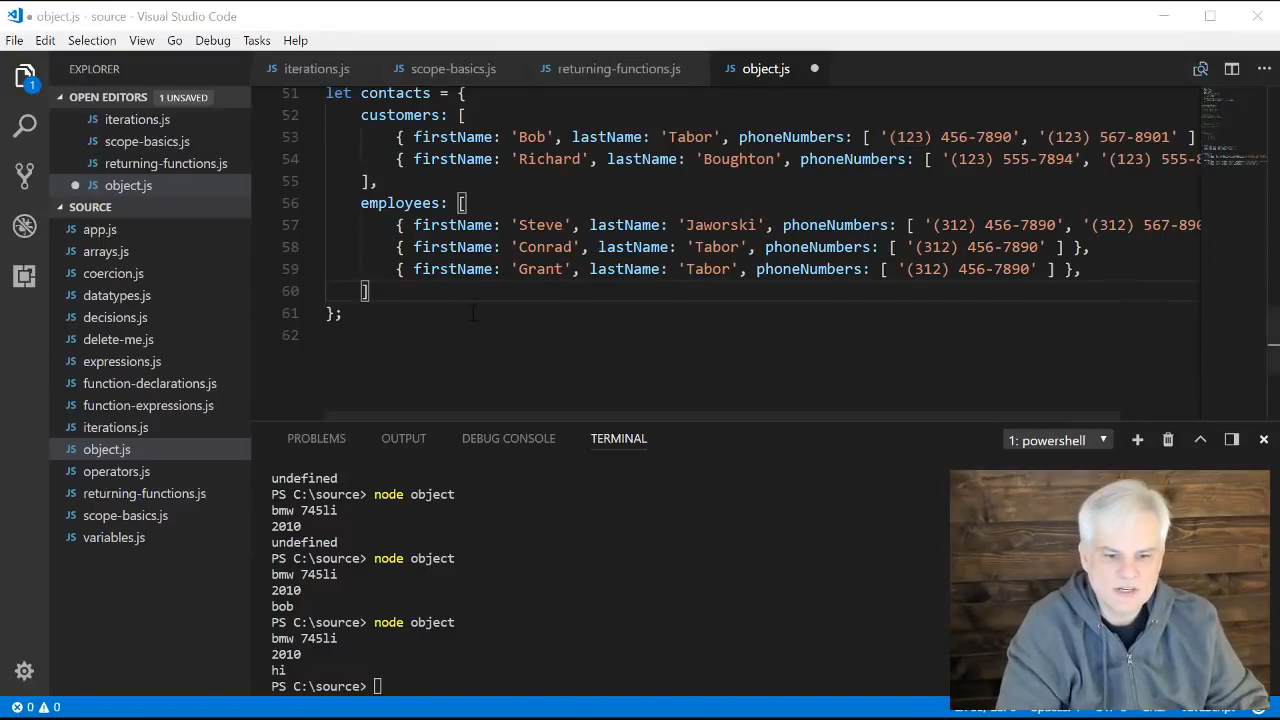 object.js - source - Visual Studio Code
File Edit Selection View Go Debug Tasks Help
EXPLORER
iterations.js scope-basics.js returning-functions.js object.js
OPEN EDITORS 1 UNSAVED
iterations.js
scope-basics.js
returning-functions.js
object.js
SOURCE
app.js
arrays.js
coercion.js
datatypes.js
decisions.js
delete-me.js
expressions.js
function-declarations.js
function-expressions.js
iterations.js
object.js
operators.js
returning-functions.js
scope-basics.js
variables.js
51 let contacts = {
52 customers: [
53 { firstName: 'Bob', lastName: 'Tabor', phoneNumbers: [ '(123) 456-7890', '(123) 567-8901' ]
54 { firstName: 'Richard', lastName: 'Boughton', phoneNumbers: [ '(123) 555-7894', '(123) 555-8
55 ],
56 employees: [
57 { firstName: 'Steve', lastName: 'Jaworski', phoneNumbers: [ '(312) 456-7890', '(312) 567-890
58 { firstName: 'Conrad', lastName: 'Tabor', phoneNumbers: [ '(312) 456-7890' ] },
59 { firstName: 'Grant', lastName: 'Tabor', phoneNumbers: [ '(312) 456-7890' ] },
60 ]
61 };
62
PROBLEMS OUTPUT DEBUG CONSOLE TERMINAL 1: powershell
undefined
PS C:\source> node object
bmw 745li
2010
undefined
PS C:\source> node object
bmw 745li
2010
bob
PS C:\source> node object
bmw 745li
2010
hi
PS C:\source>
0 0